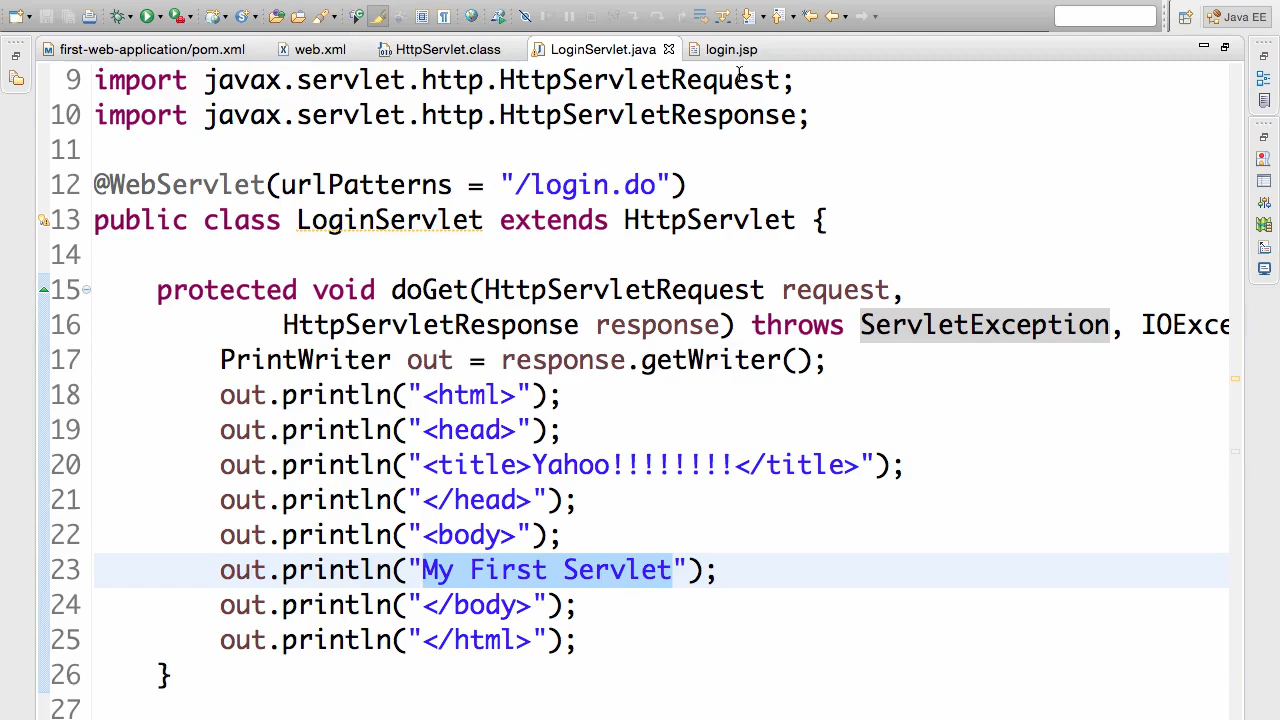 Java EE
first-web-application/pom.xml web.xml HttpServlet.class LoginServlet.java login.jsp
9 import javax.servlet.http.HttpServletRequest;
10 import javax.servlet.http.HttpServletResponse;
11
12 @WebServlet(urlPatterns = "/login.do")
13 public class LoginServlet extends HttpServlet {
14
15 protected void doGet(HttpServletRequest request,
16 HttpServletResponse response) throws ServletException, IOExce
17 PrintWriter out = response.getWriter();
18 out.println("<html>");
19 out.println("<head>");
20 out.println("<title>Yahoo!!!!!!!!</title>");
21 out.println("</head>");
22 out.println("<body>");
23 out.println("My First Servlet");
24 out.println("</body>");
25 out.println("</html>");
26 }
27